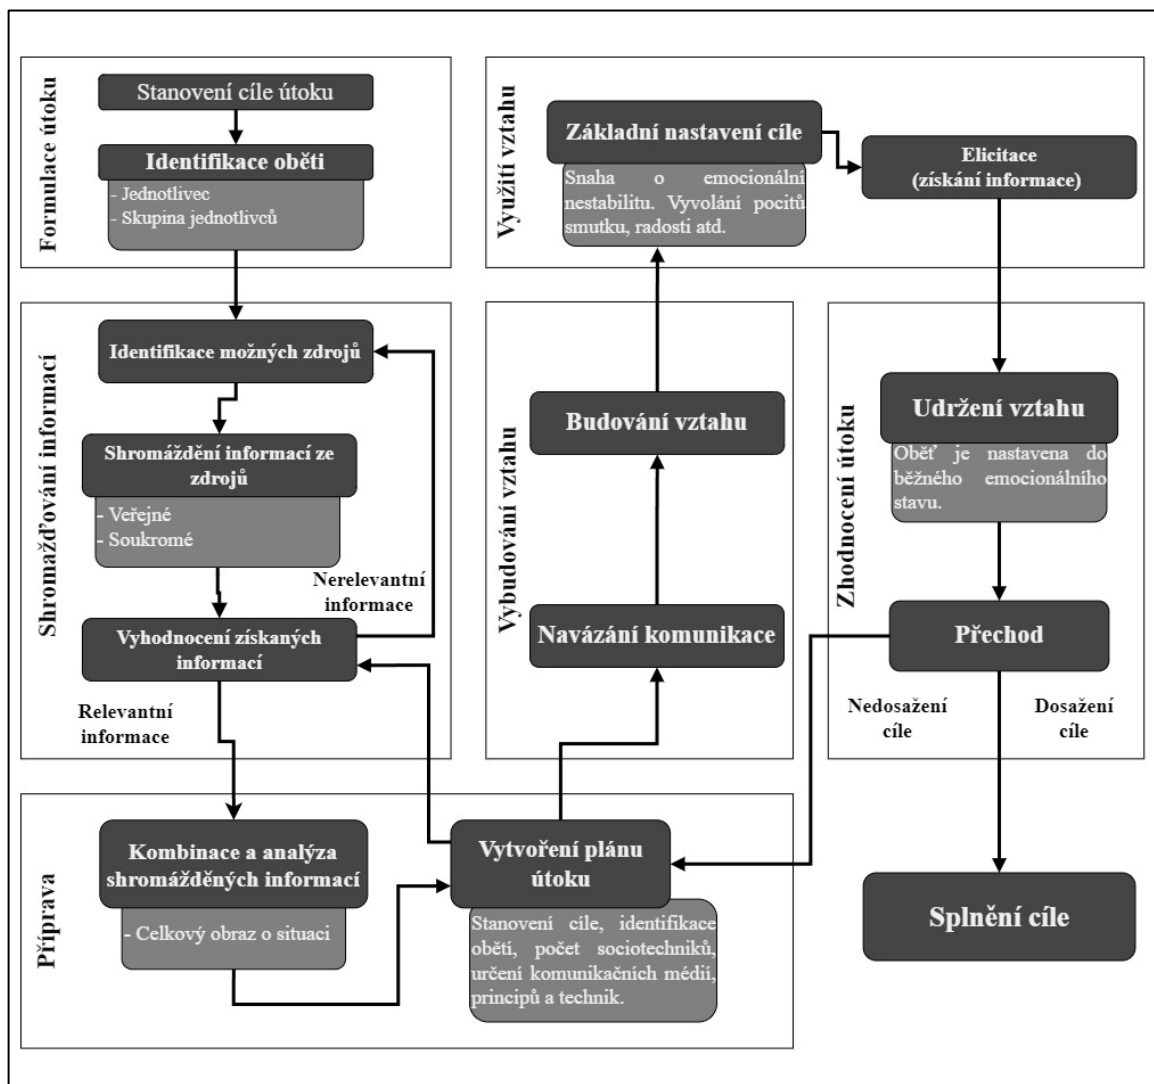 Formulace útoku
Stanovení cíle útoku
Identifikace oběti
- Jednotlivec
- Skupina jednotlivců
Shromažďování informací
Identifikace možných zdrojů
Shromáždění informací ze
zdrojů
- Veřejné
- Soukromé
Nerelevantní
informace
Vyhodnocení získaných
informací
Relevantní
informace
Příprava
Kombinace a analýza
shromážděných informací
- Celkový obraz o situaci
Vytvoření plánu
útoku
Stanovení cíle, identifikace
obětí, počet sociotechniků,
určení komunikačních médií,
principů a technik.
Vybudování vztahu
Navázání komunikace
Budování vztahu
Využití vztahu
Základní nastavení cíle
Snaha o emocionální
nestabilitu. Vyvolání pocitů
smutku, radosti atd.
Elicitace
(získání informace)
Zhodnocení útoku
Udržení vztahu
Oběť je nastavena do
běžného emocionálního
stavu.
Přechod
Nedosažení
cíle
Dosažení
cíle
Splnění cíle